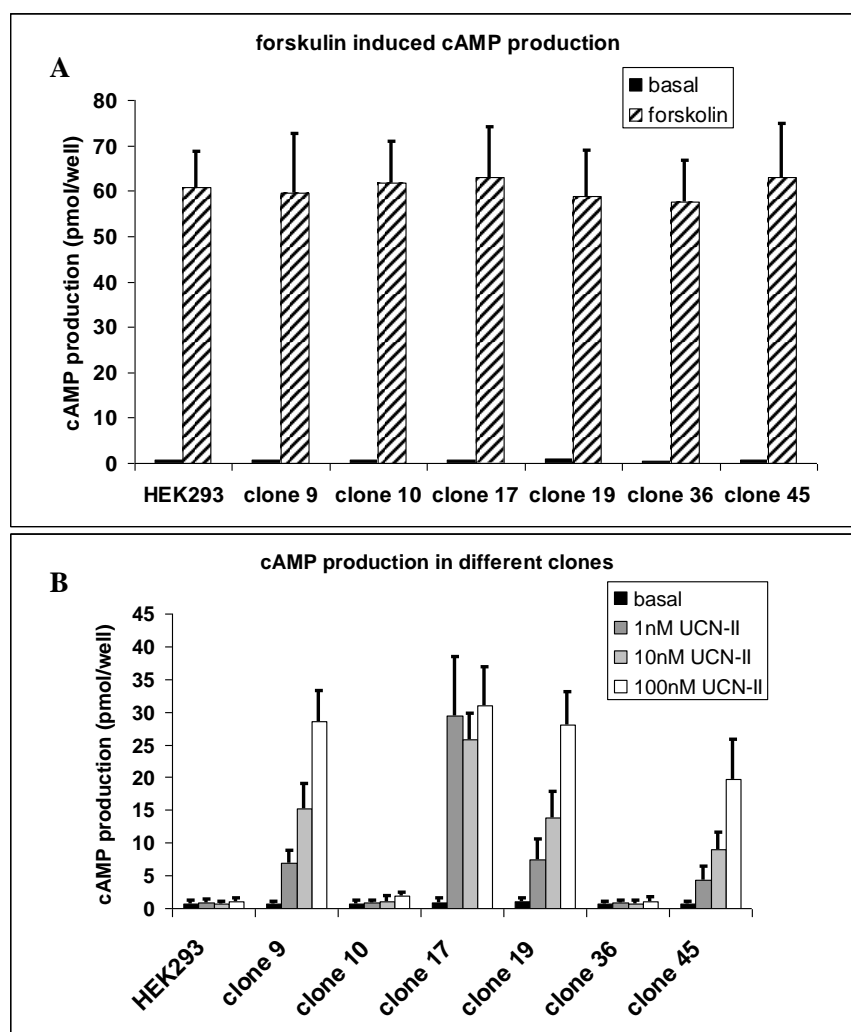 A
forskulin induced cAMP production
basal
forskolin
cAMP production (pmol/well)
80
70
60
50
40
30
20
10
0
HEK293 clone 9 clone 10 clone 17 clone 19 clone 36 clone 45
B
cAMP production in different clones
basal
1nM UCN-II
10nM UCN-II
100nM UCN-II
cAMP production (pmol/well)
45
40
35
30
25
20
15
10
5
0
HEK293 clone 9 clone 10 clone 17 clone 19 clone 36 clone 45